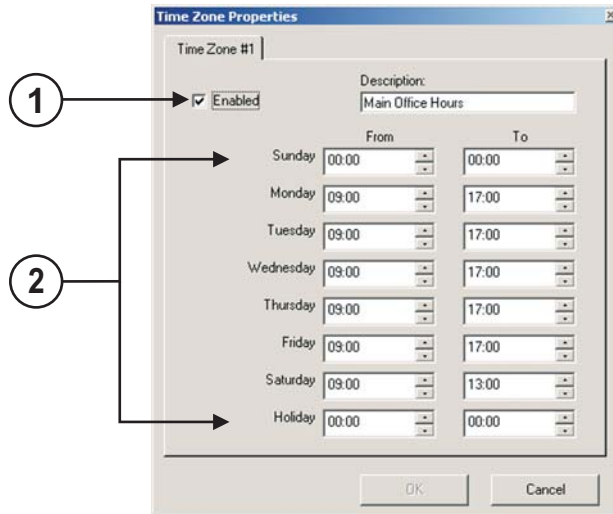 Time Zone Properties
Time Zone #1
1
Enabled
Description:
Main Office Hours
From To
Sunday 00:00 00:00
Monday 09:00 17:00
Tuesday 09:00 17:00
2
Wednesday 09:00 17:00
Thursday 09:00 17:00
Friday 09:00 17:00
Saturday 09:00 13:00
Holiday 00:00 00:00
OK Cancel